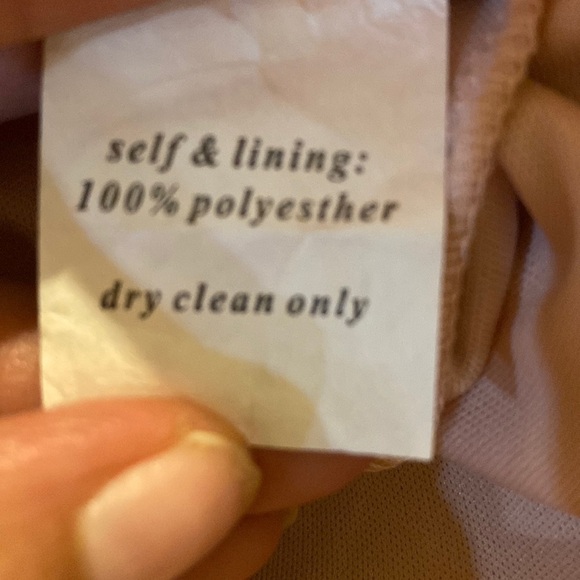 self & lining:
100% polyesther
dry clean only